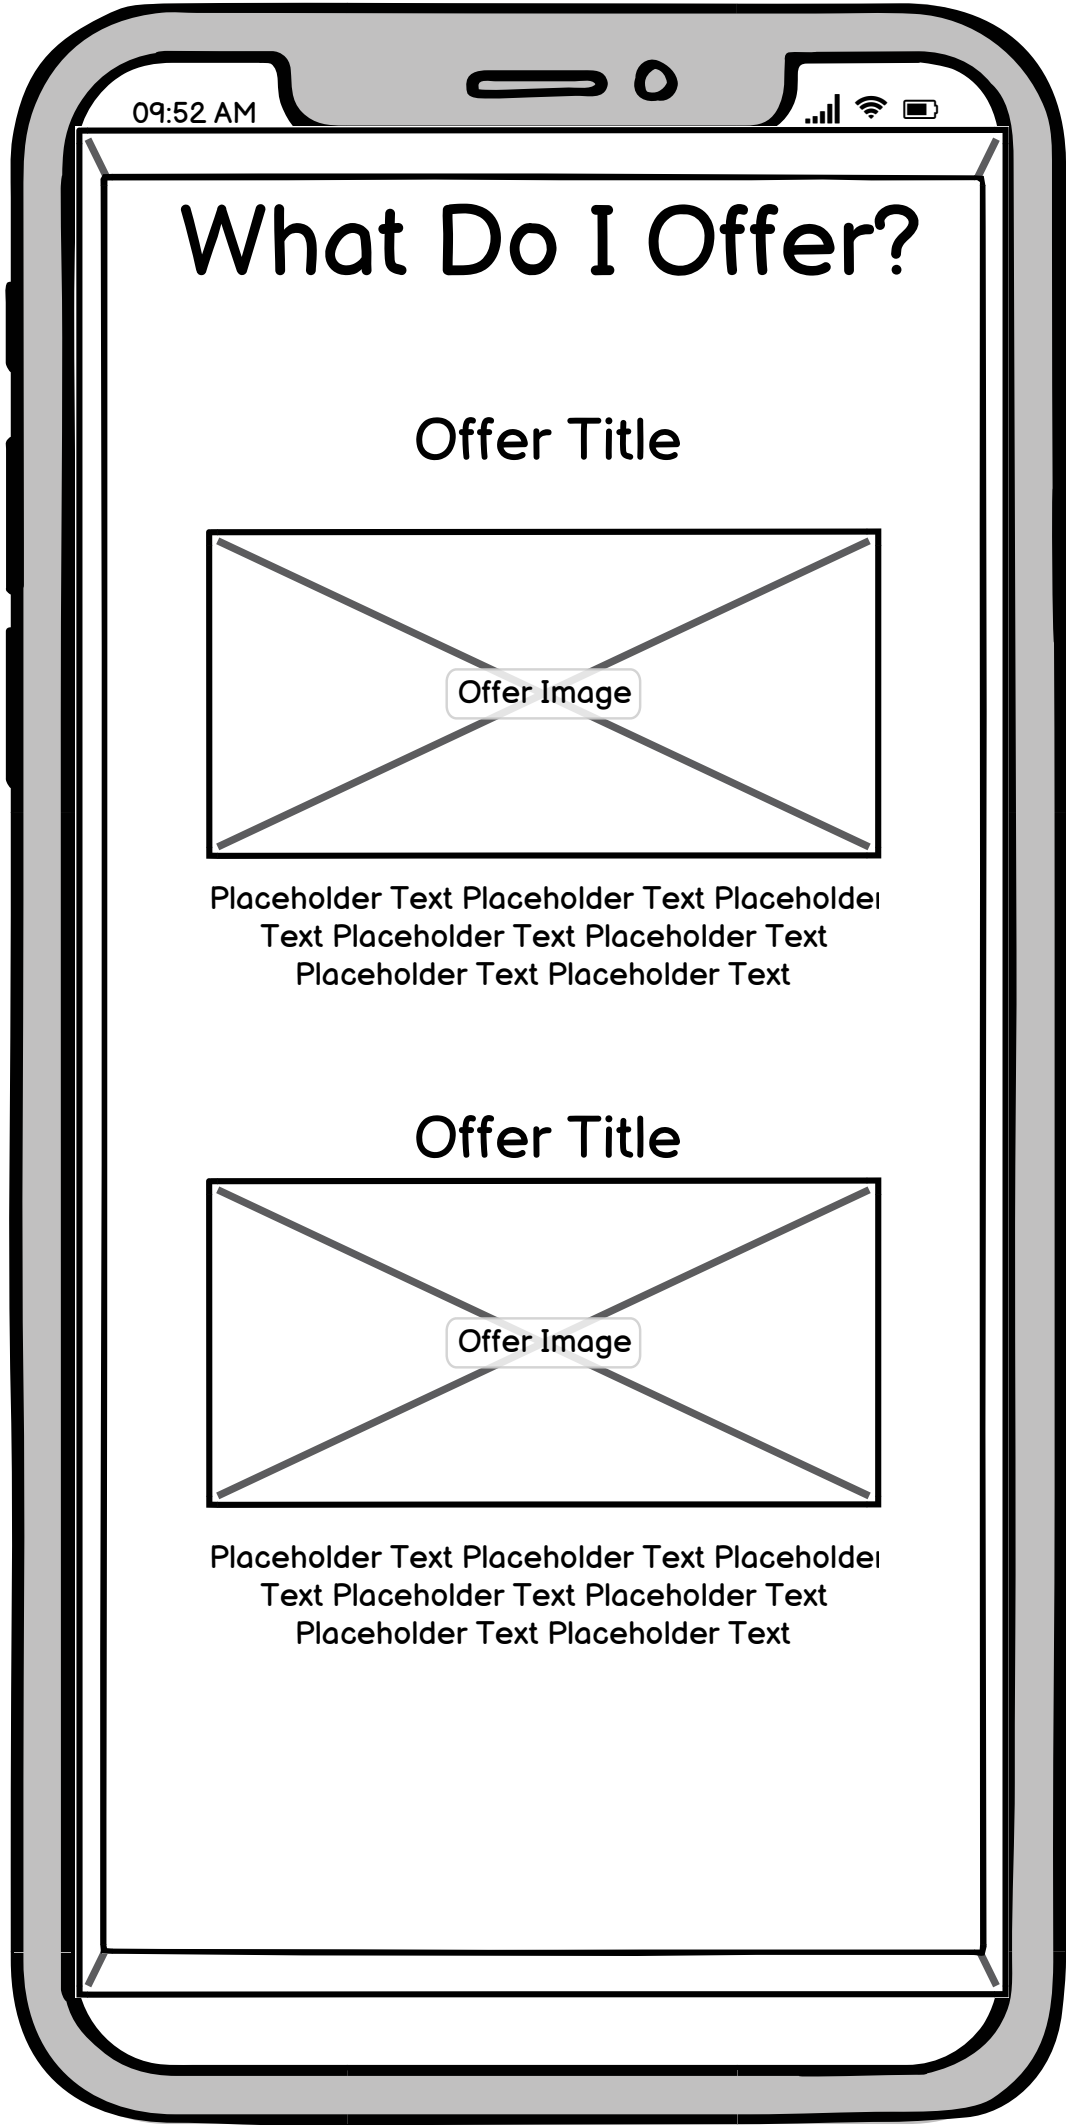 09:52 AM
What Do I Offer?
Offer Title
Offer Image
Placeholder Text Placeholder Text Placeholder
Text Placeholder Text Placeholder Text
Placeholder Text Placeholder Text
Offer Title
Offer Image
Placeholder Text Placeholder Text Placeholder
Text Placeholder Text Placeholder Text
Placeholder Text Placeholder Text